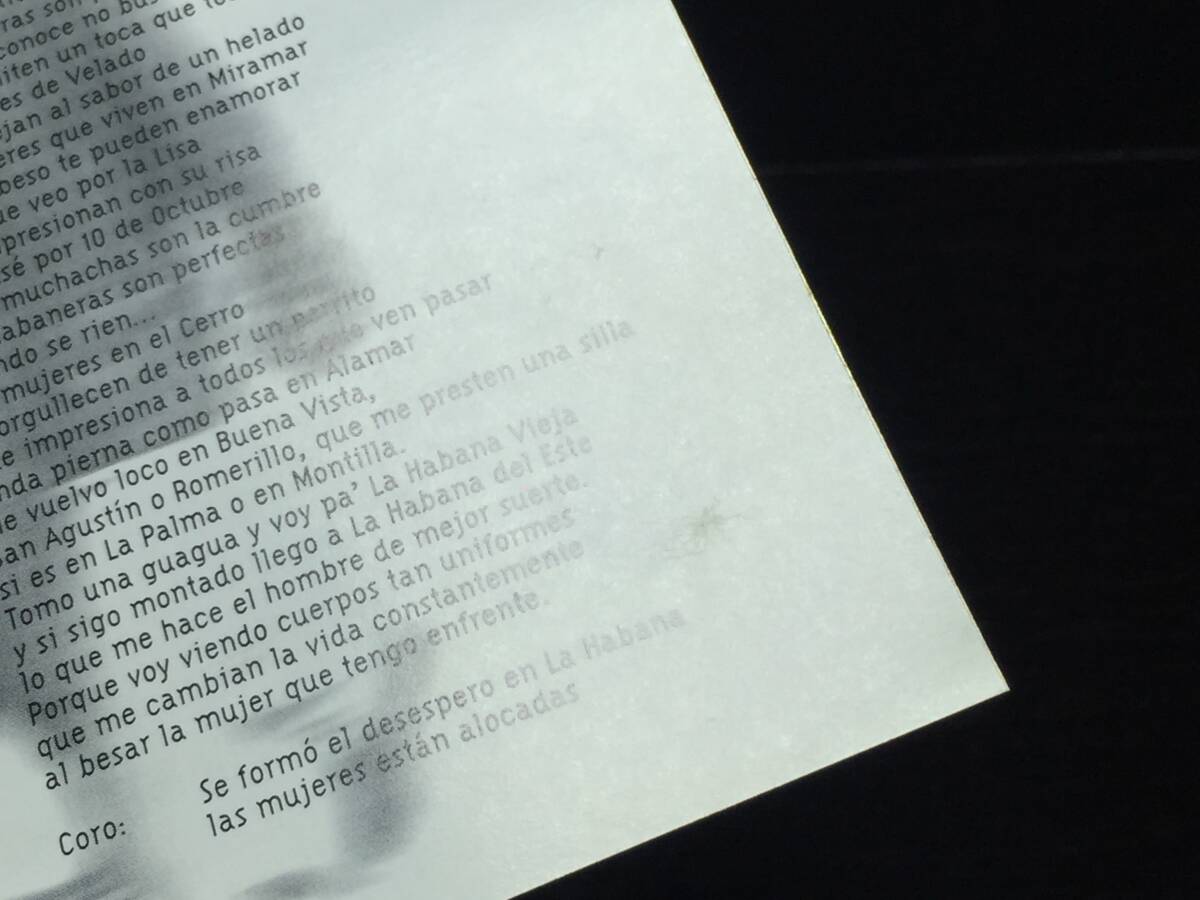 conoce no
iten un toca que
es de Velado
ejan al sabor de un helado
eres que viven en Miramar
beso te pueden enamorar
ue veo por la Lisa
presionan con su risa
sé por 10 de Octubre
muchachas son la cumbre
abaneras son perfectas
ndo se rien...
mujeres en el Cerro
orgullecen de tener un perrito
e impresiona a todos los que ven pasar
nda pierna como pasa en Alamar
e vuelvo loco en Buena Vista,
San Agustín o Romerillo, que me presten una silla
si es en La Palma o en Montilla.
Tomo una guagua y voy pa' La Habana Vieja
y si sigo montado llego a La Habana del Este
lo que me hace el hombre de mejor suerte.
Porque voy viendo cuerpos tan uniformes
que me cambian la vida constantemente
al besar la mujer que tengo enfrente.
Coro: Se formó el desespero en La Habana
las mujeres están alocadas